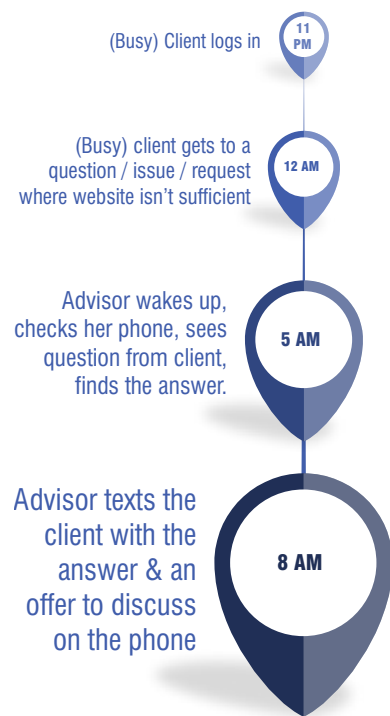 (Busy) Client logs in
11
PM
(Busy) client gets to a
question / issue / request
where website isn’t sufficient
12 AM
Advisor wakes up,
checks her phone, sees
question from client,
finds the answer.
5 AM
Advisor texts the
client with the
answer & an
offer to discuss
on the phone
8 AM